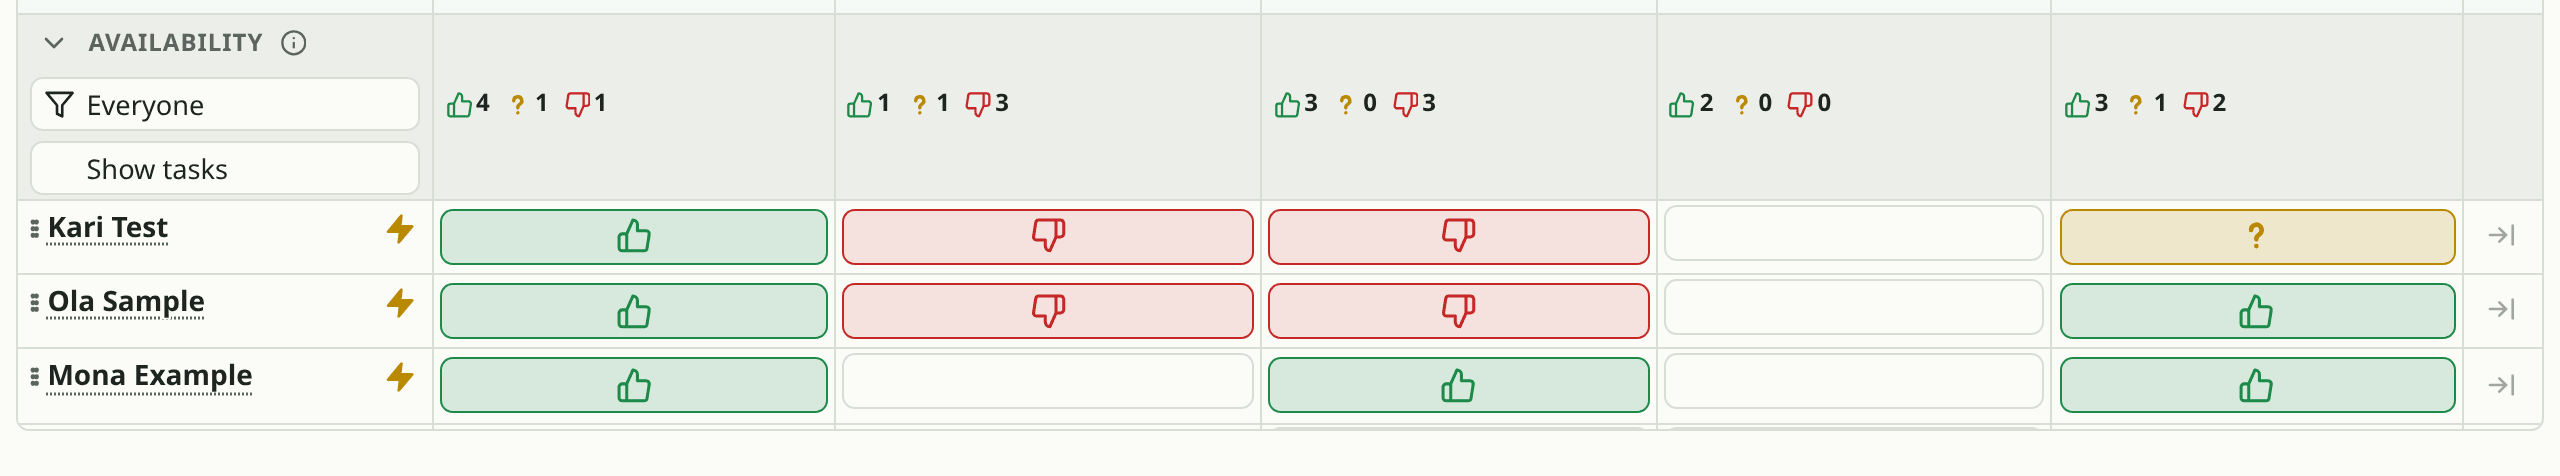 AVAILABILITY
Everyone
Show tasks
4 ? 1 1
1 ? 1 3
3 ? 0 3
2 ? 0 0
3 ? 1 2
Kari Test
?
Ola Sample
Mona Example